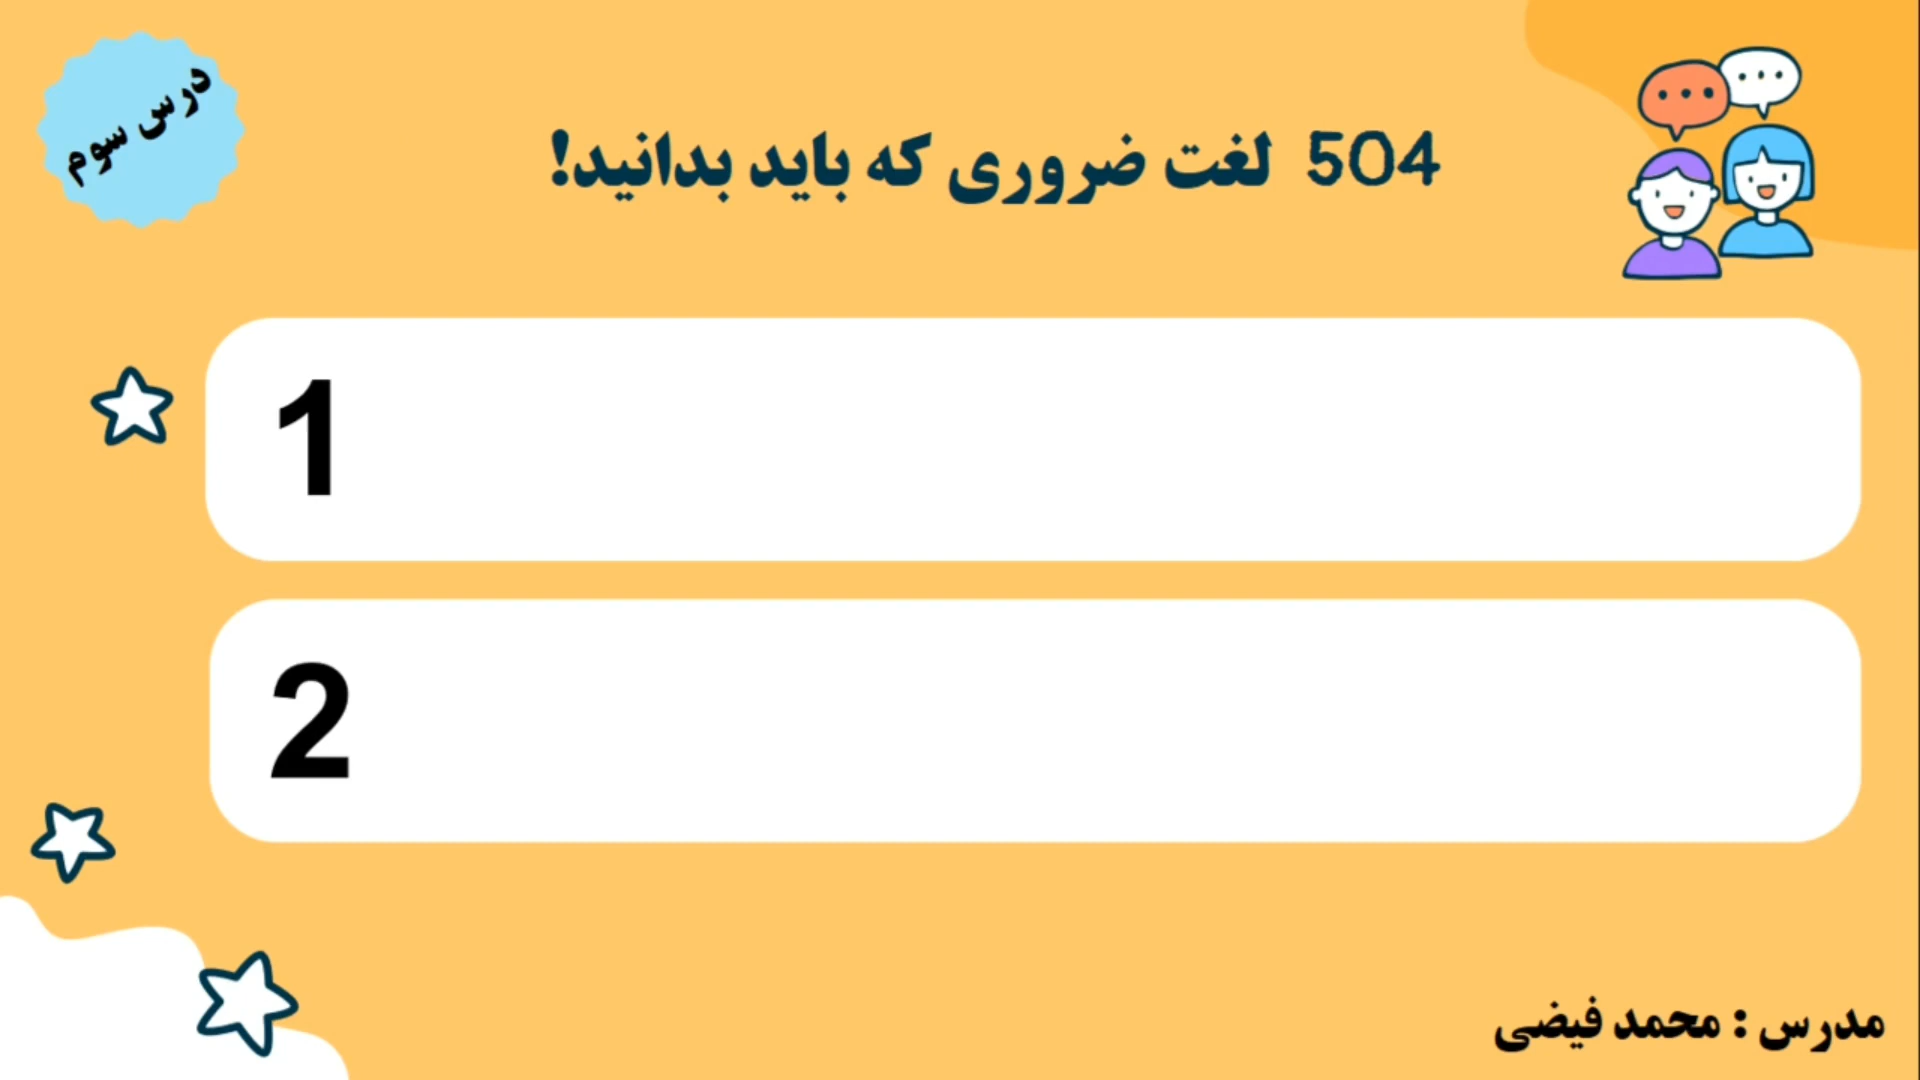 درس سوم
504 لغت ضروری که باید بدانید!
1
2
مدرس : محمد فیضی